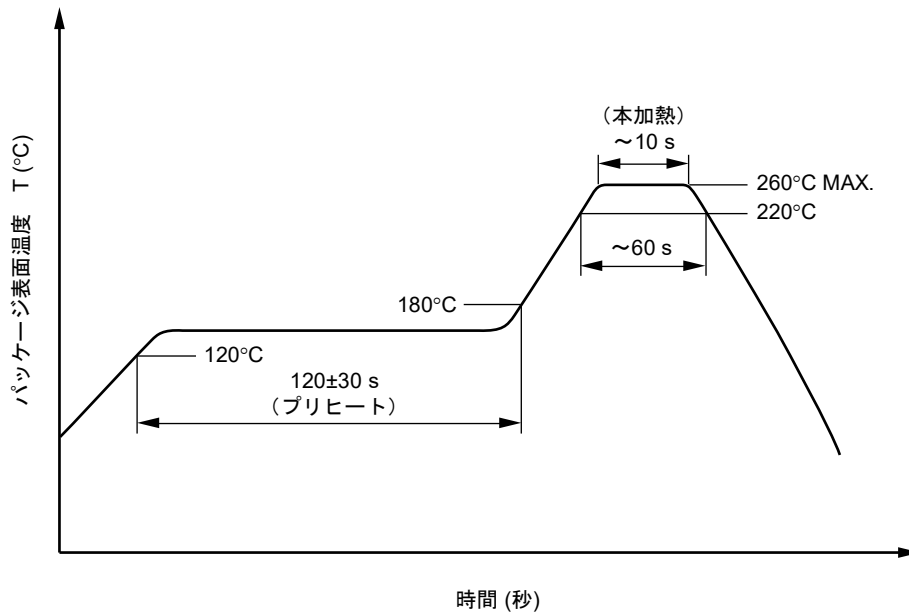 （本加熱）
～10 s
260°C MAX.
220°C
～60 s
180°C
120°C
120±30 s
（プリヒート）
パッケージ表面温度 T (°C)
時間 (秒)